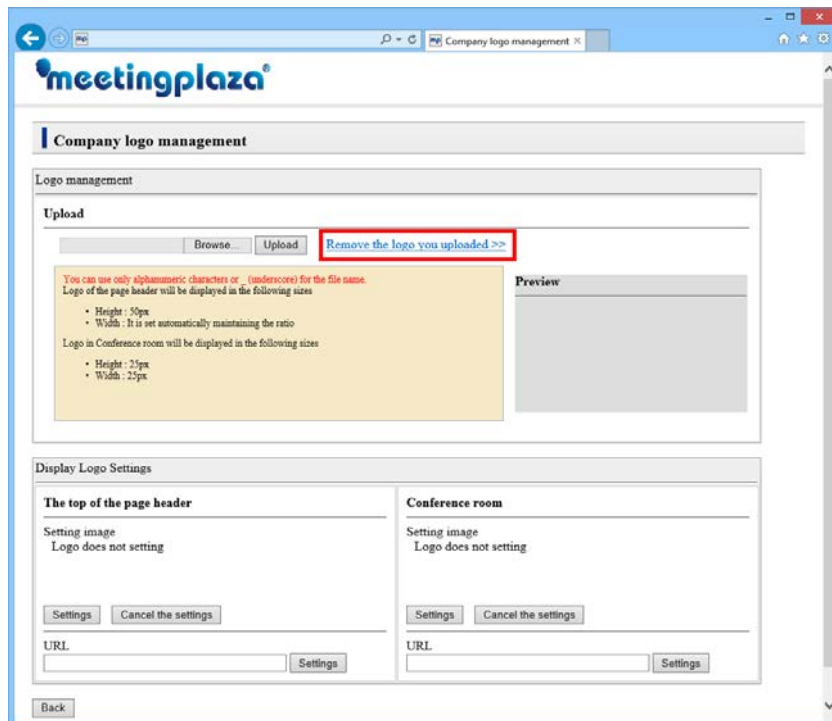 Company logo management
meetingplaza®
Company logo management
Logo management
Upload
Browse... Upload Remove the logo you uploaded >>
You can use only alphanumeric characters or _ (underscore) for the file name.
Logo of the page header will be displayed in the following sizes
• Height : 50px
• Width : It is set automatically maintaining the ratio
Logo in Conference room will be displayed in the following sizes
• Height : 25px
• Width : 25px
Preview
Display Logo Settings
The top of the page header
Setting image
Logo does not setting
Settings Cancel the settings
URL
Settings
Conference room
Setting image
Logo does not setting
Settings Cancel the settings
URL
Settings
Back